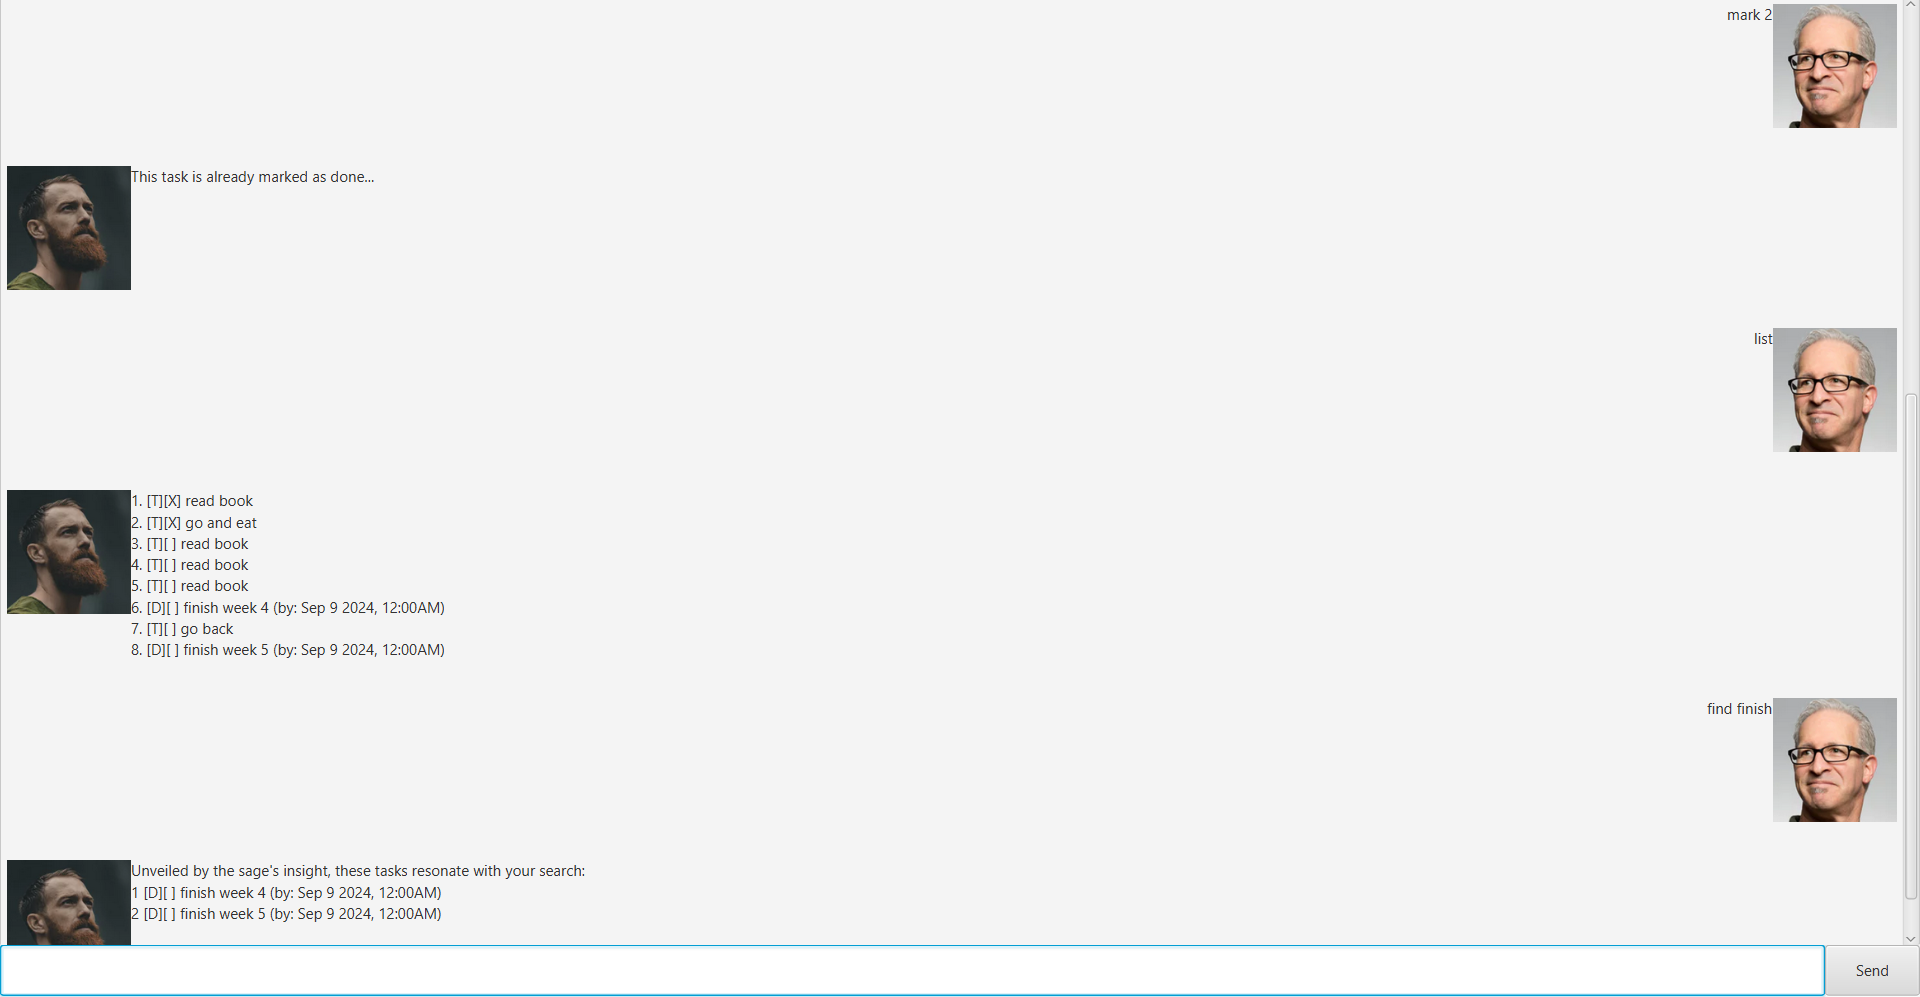 mark 2
This task is already marked as done...
list
1. [T][X] read book
2. [T][X] go and eat
3. [T][ ] read book
4. [T][ ] read book
5. [T][ ] read book
6. [D][ ] finish week 4 (by: Sep 9 2024, 12:00AM)
7. [T][ ] go back
8. [D][ ] finish week 5 (by: Sep 9 2024, 12:00AM)
find finish
Unveiled by the sage's insight, these tasks resonate with your search:
1 [D][ ] finish week 4 (by: Sep 9 2024, 12:00AM)
2 [D][ ] finish week 5 (by: Sep 9 2024, 12:00AM)
Send